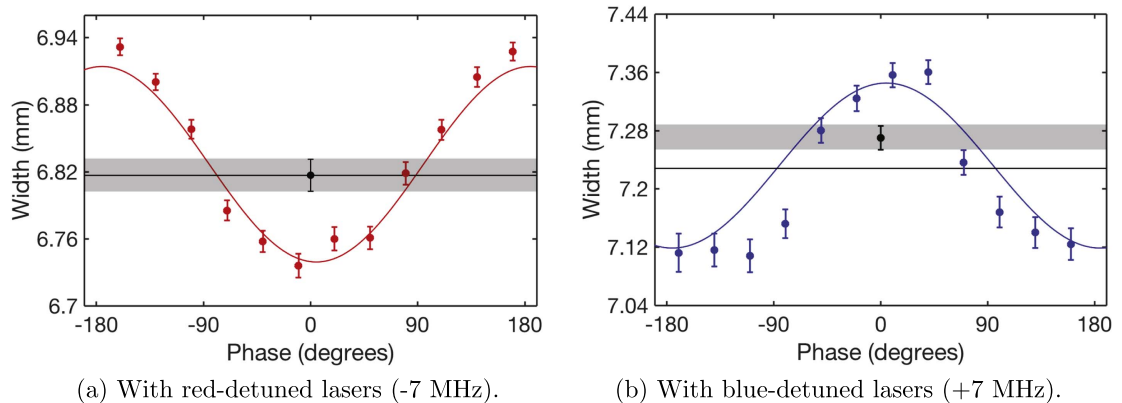 6.94
6.88
6.82
6.76
6.7
Width (mm)
-180 -90 0 90 180
Phase (degrees)
(a) With red-detuned lasers (-7 MHz).
7.44
7.36
7.28
7.2
7.12
7.04
Width (mm)
-180 -90 0 90 180
Phase (degrees)
(b) With blue-detuned lasers (+7 MHz).